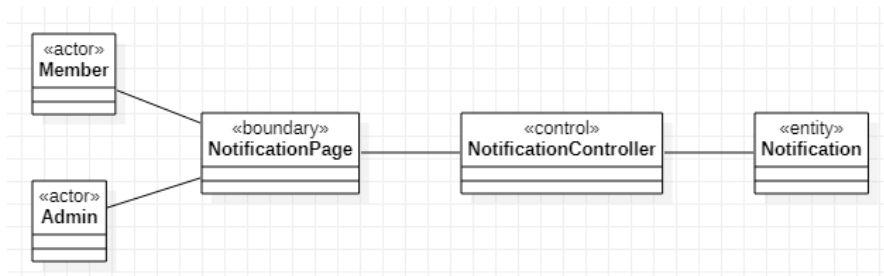 «actor»
Member
«boundary»
NotificationPage
«control»
NotificationController
«entity»
Notification
«actor»
Admin